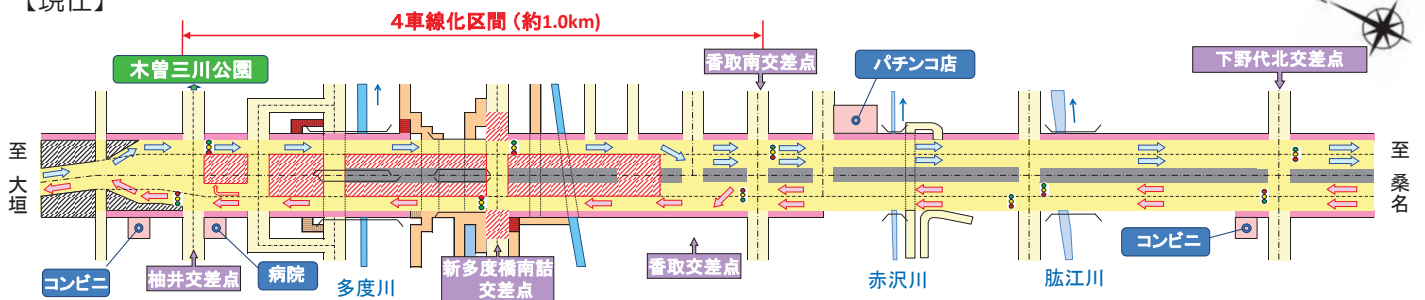 【現在】
4車線化区間(約1.0km)
木曽三川公園
香取南交差点
パチンコ店
下野代北交差点
至 大垣
至 桑名
コンビニ
柚井交差点
病院
多度川
新多度橋南詰
交差点
香取交差点
赤沢川
肱江川
コンビニ